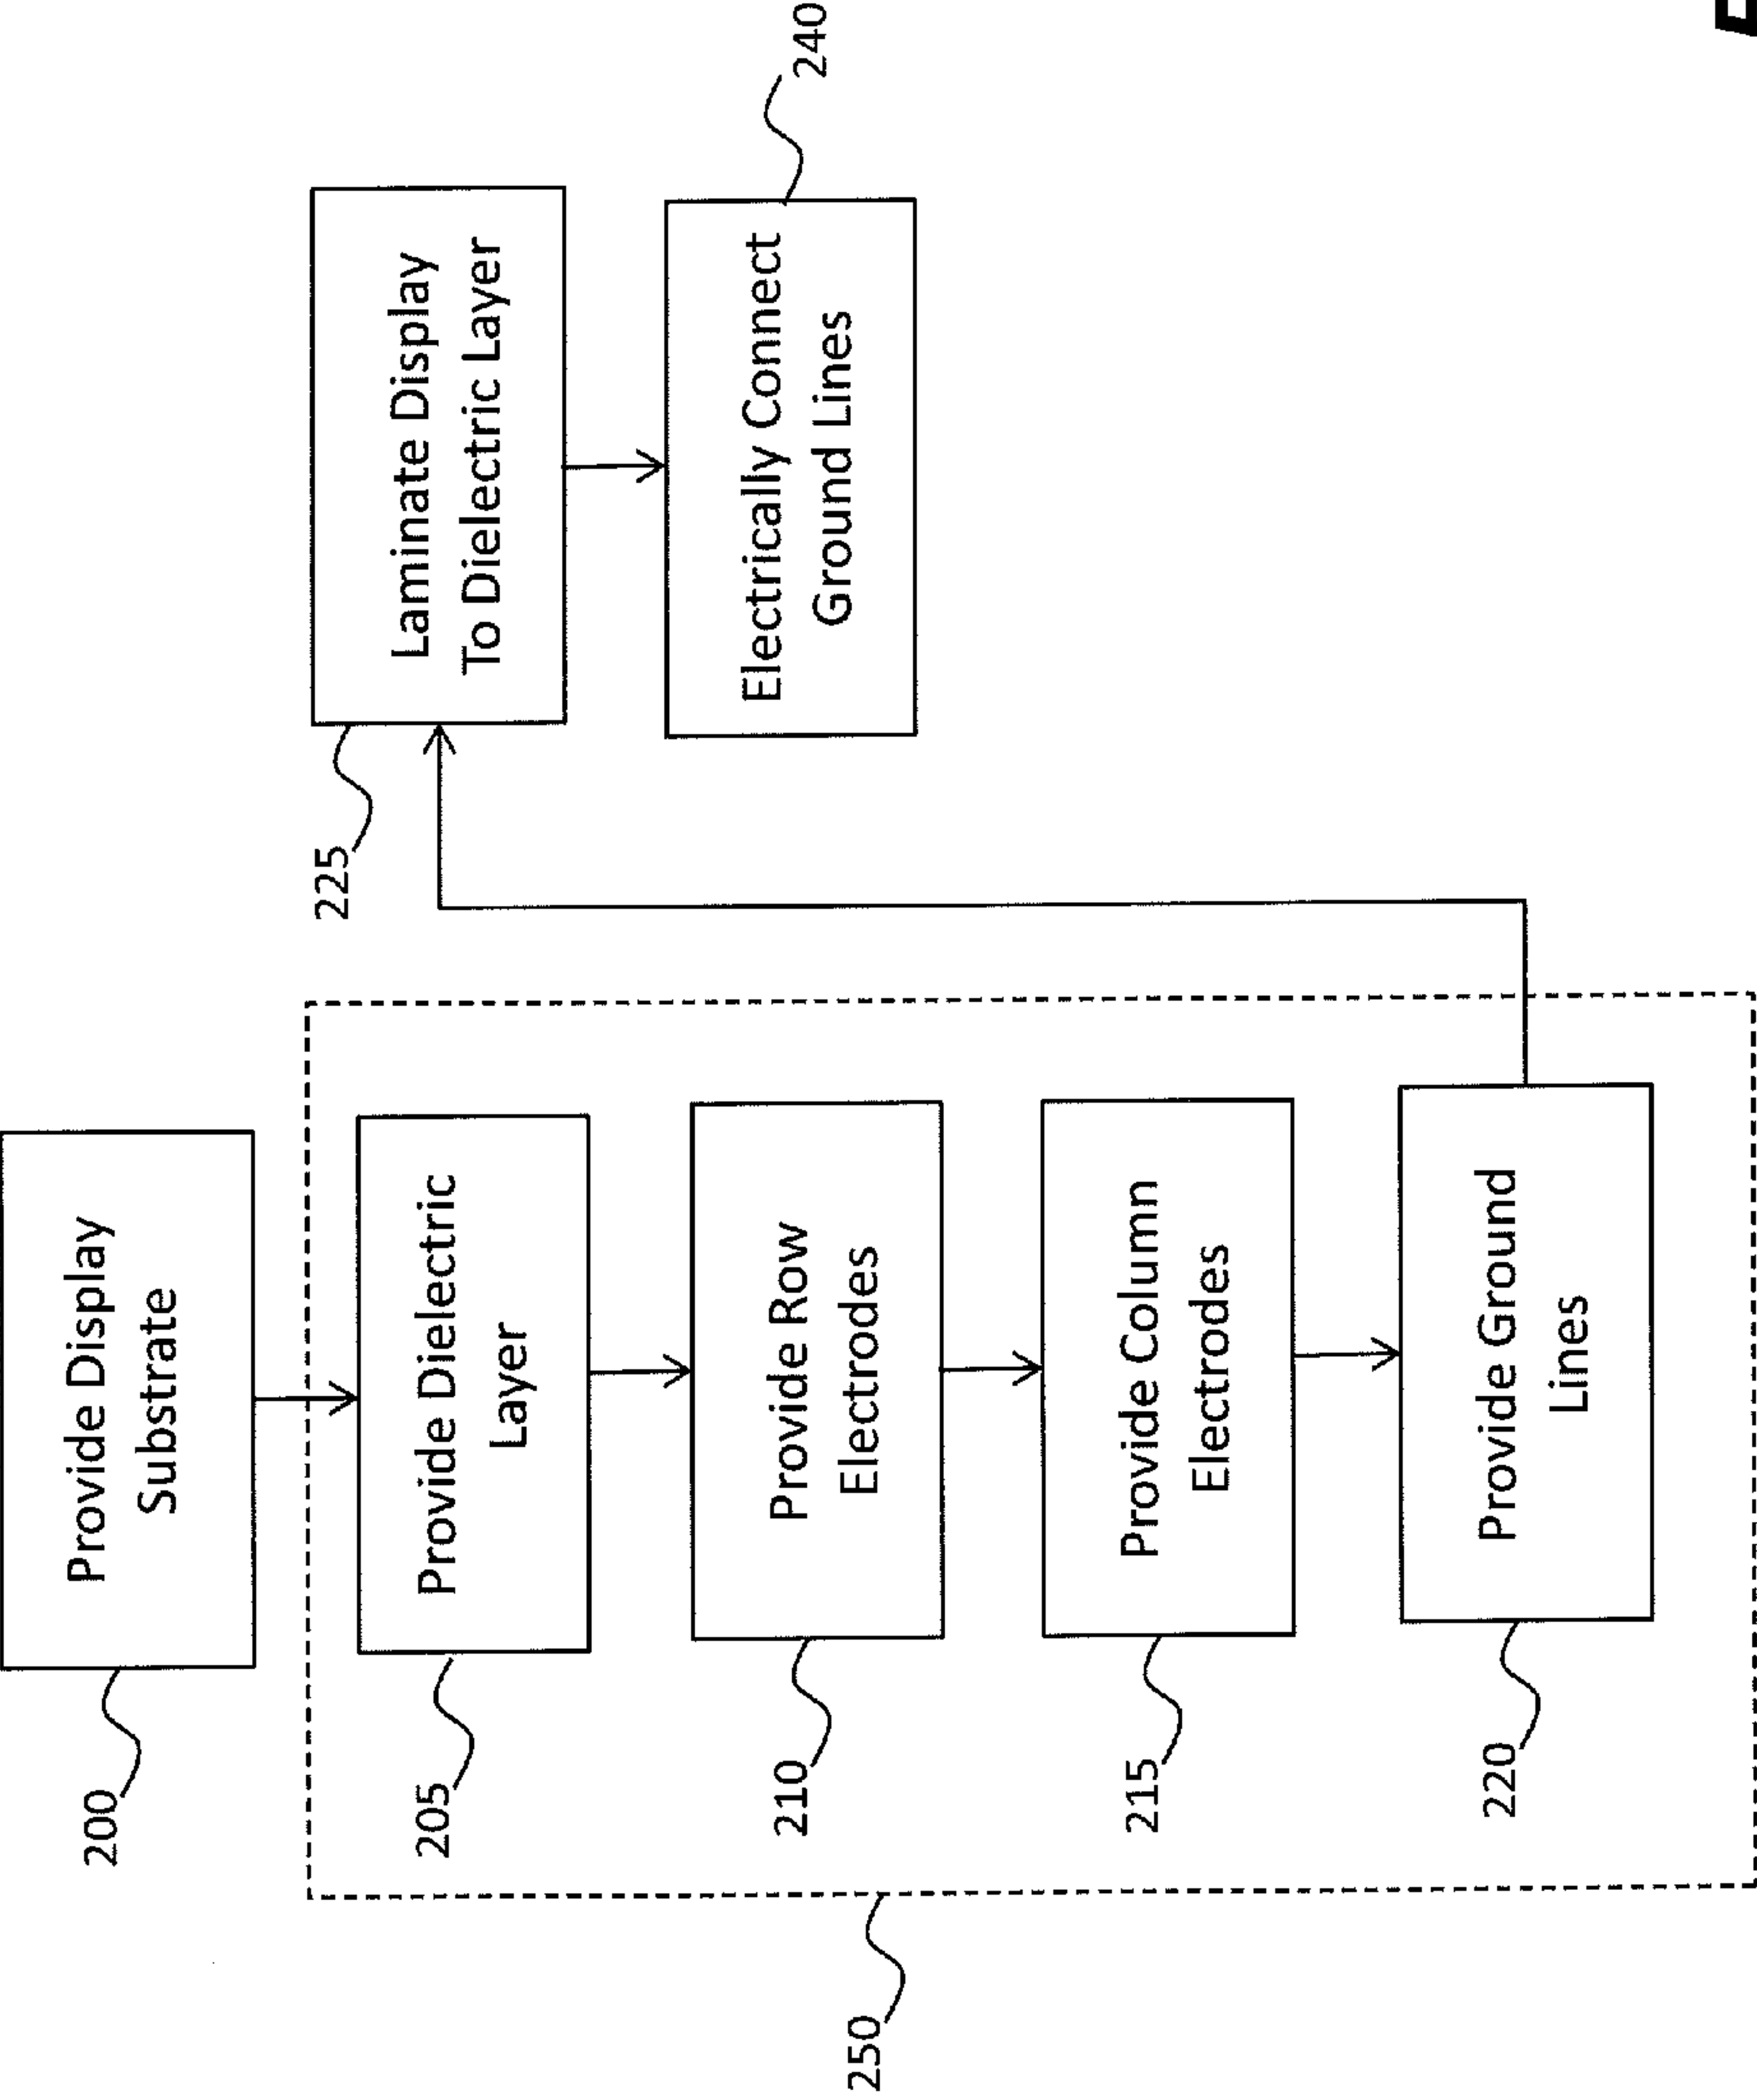 200
Provide Display
Substrate
205
Provide Dielectric
Layer
210
Provide Row
Electrodes
215
Provide Column
Electrodes
220
Provide Ground
Lines
250
225
Laminate Display
To Dielectric Layer
240
Electrically Connect
Ground Lines